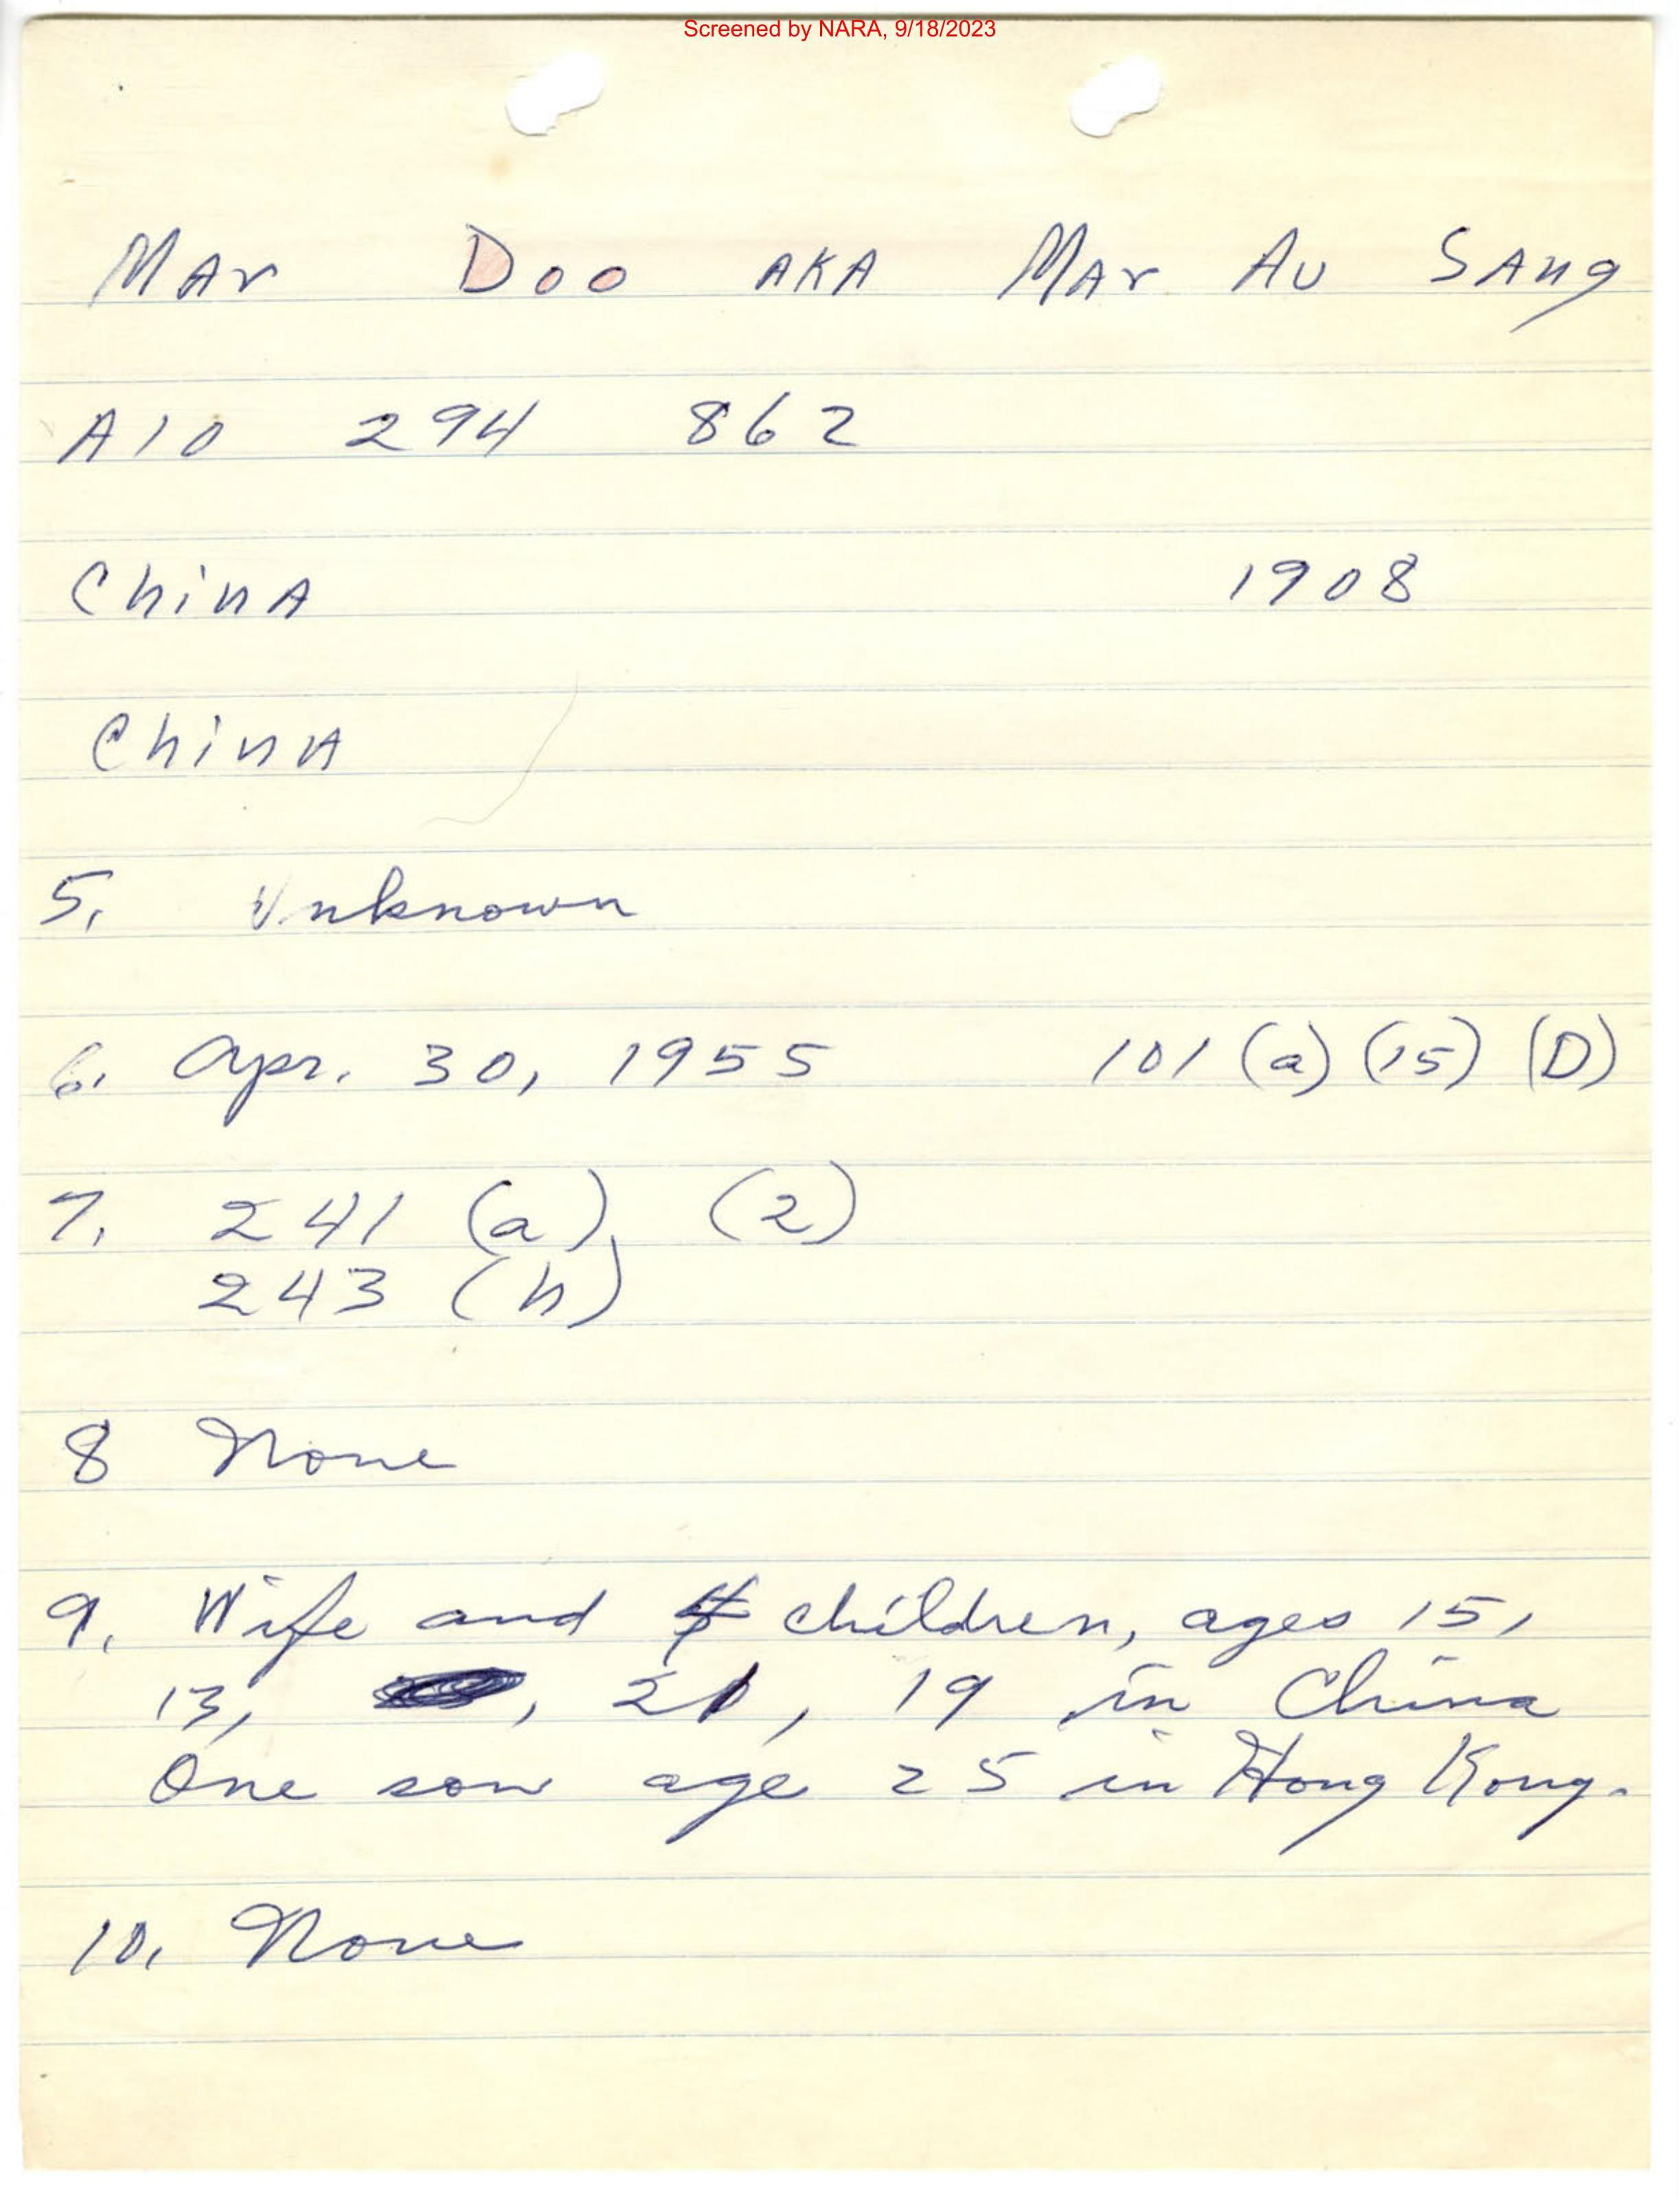 Screened by NARA, 9/18/2023
MAr Doo AKA MAr AU SAng
A10 294 862
ChinA 1908
ChinA
5. Unknown
6. Apr. 30, 1955 101 (a) (15) (D)
7. 241 (a) (2)
243 (h)
8 None
9. Wife and children, ages 15,
13, , 21, 19 in China
One son age 25 in Hong Kong.
10. None